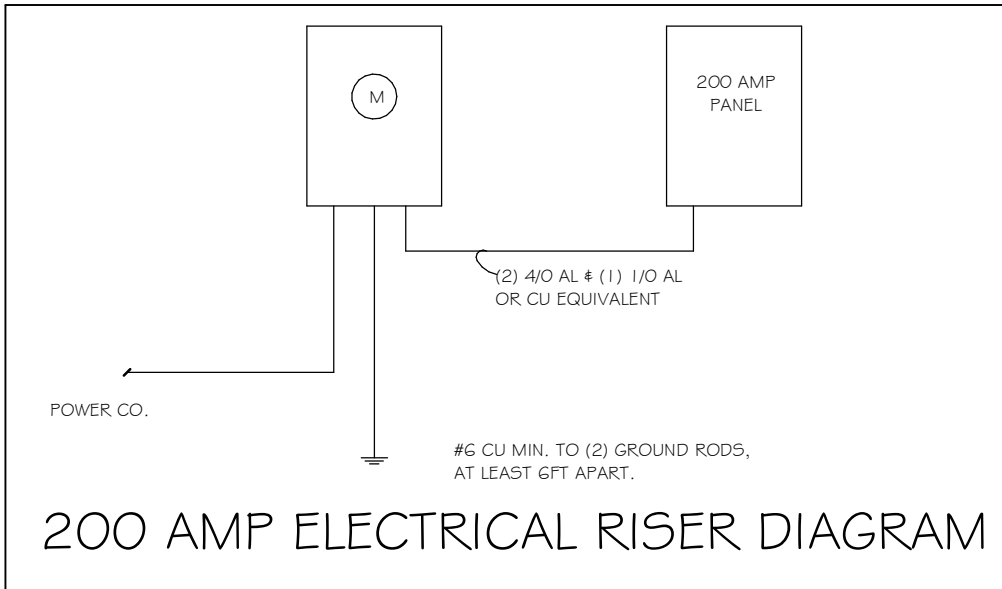 M
200 AMP
PANEL
(2) 4/0 AL & (1) 1/0 AL
OR CU EQUIVALENT
POWER CO.
#6 CU MIN. TO (2) GROUND RODS,
AT LEAST 6FT APART.
200 AMP ELECTRICAL RISER DIAGRAM